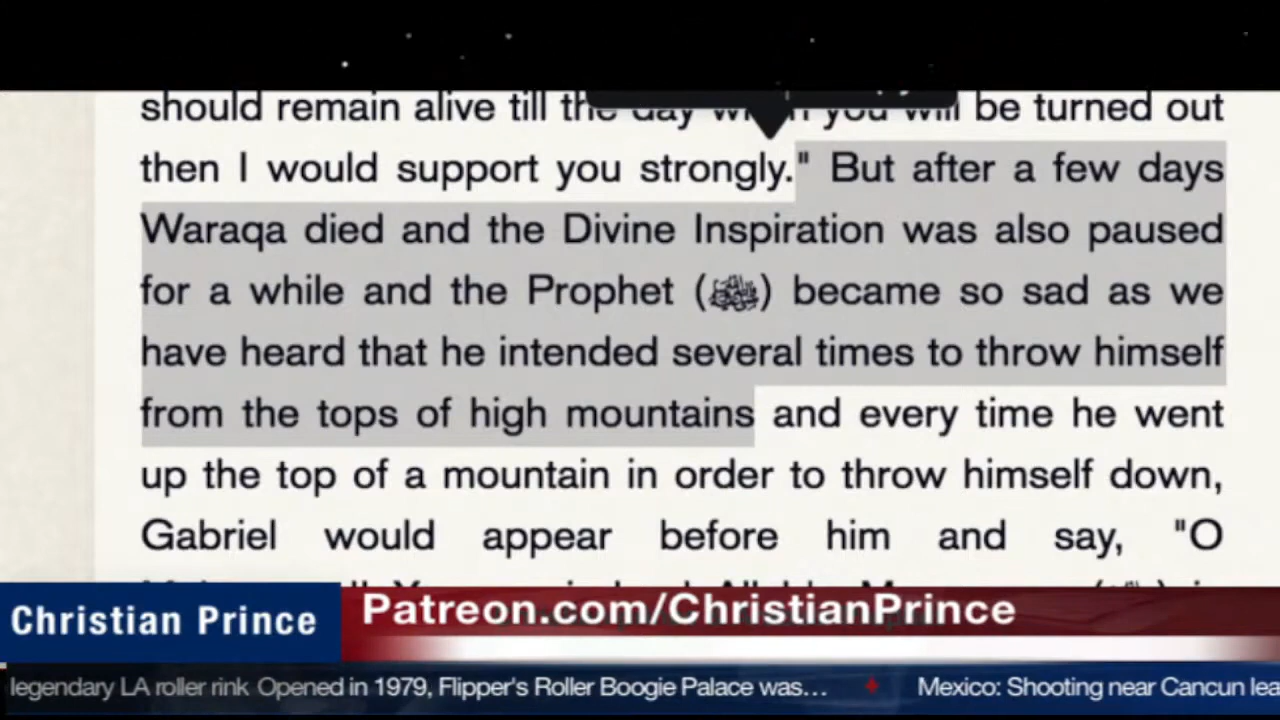 should remain alive till the day when you will be turned out
then I would support you strongly." But after a few days
Waraqa died and the Divine Inspiration was also paused
for a while and the Prophet (ﷺ) became so sad as we
have heard that he intended several times to throw himself
from the tops of high mountains and every time he went
up the top of a mountain in order to throw himself down,
Gabriel would appear before him and say, "O
Christian Prince
Patreon.com/ChristianPrince
legendary LA roller rink Opened in 1979, Flipper's Roller Boogie Palace was...
Mexico: Shooting near Cancun lea